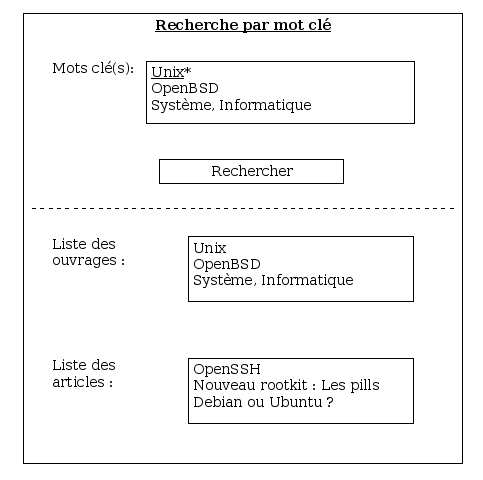 Recherche par mot clé
Mots clé(s):
Unix*
OpenBSD
Système, Informatique
Rechercher
Liste des
ouvrages :
Unix
OpenBSD
Système, Informatique
Liste des
articles :
OpenSSH
Nouveau rootkit : Les pills
Debian ou Ubuntu ?